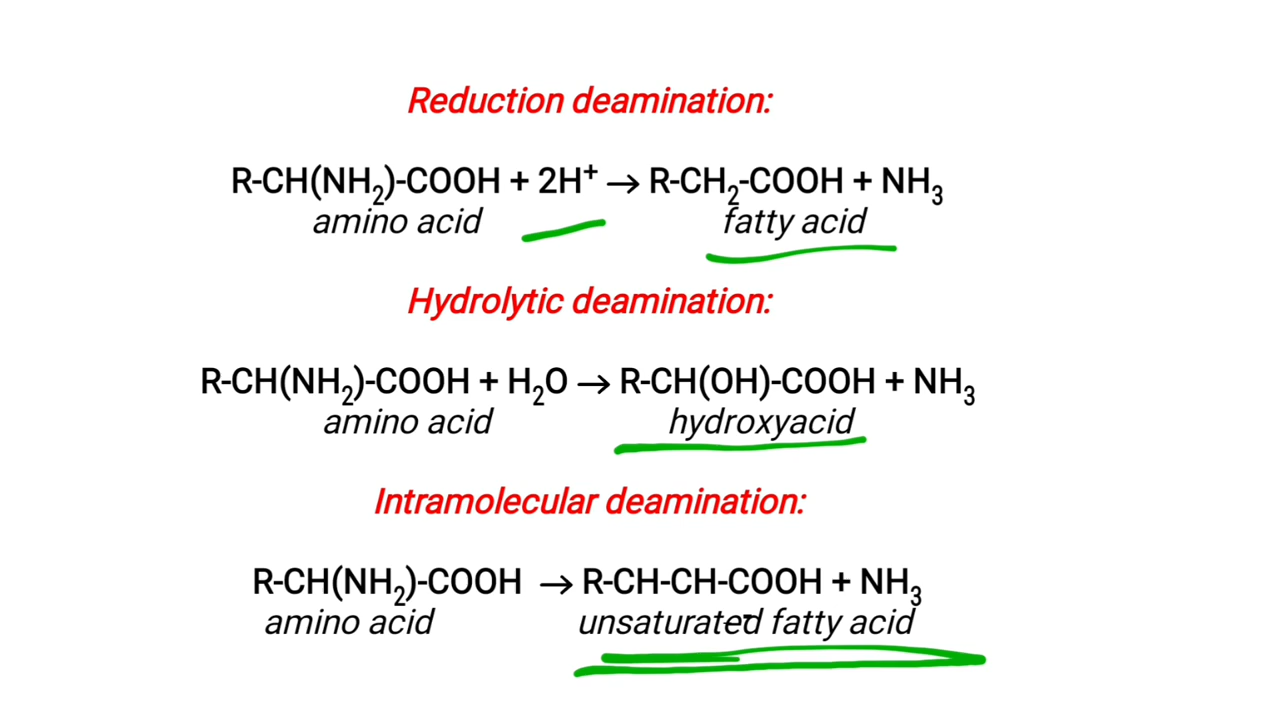 Reduction deamination:
R-CH(NH₂)-COOH + 2H⁺ → R-CH₂-COOH + NH₃
amino acid fatty acid
Hydrolytic deamination:
R-CH(NH₂)-COOH + H₂O → R-CH(OH)-COOH + NH₃
amino acid hydroxyacid
Intramolecular deamination:
R-CH(NH₂)-COOH → R-CH-CH-COOH + NH₃
amino acid unsaturated fatty acid